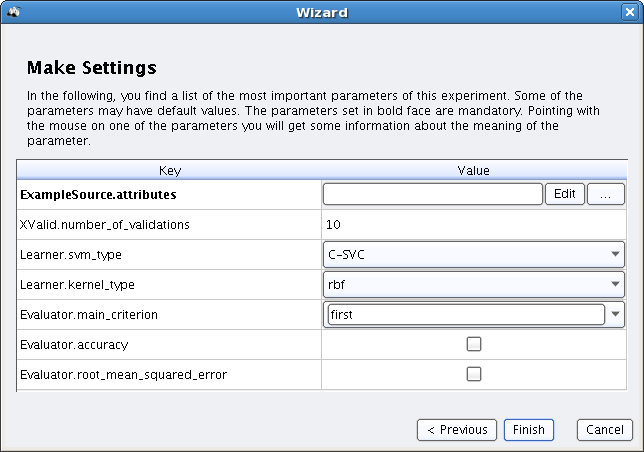 Wizard
Make Settings
In the following, you find a list of the most important parameters of this experiment. Some of the
parameters may have default values. The parameters set in bold face are mandatory. Pointing with
the mouse on one of the parameters you will get some information about the meaning of the
parameter.
Key Value
ExampleSource.attributes Edit ...
XValid.number_of_validations 10
Learner.svm_type C-SVC
Learner.kernel_type rbf
Evaluator.main_criterion first
Evaluator.accuracy
Evaluator.root_mean_squared_error
< Previous Finish Cancel